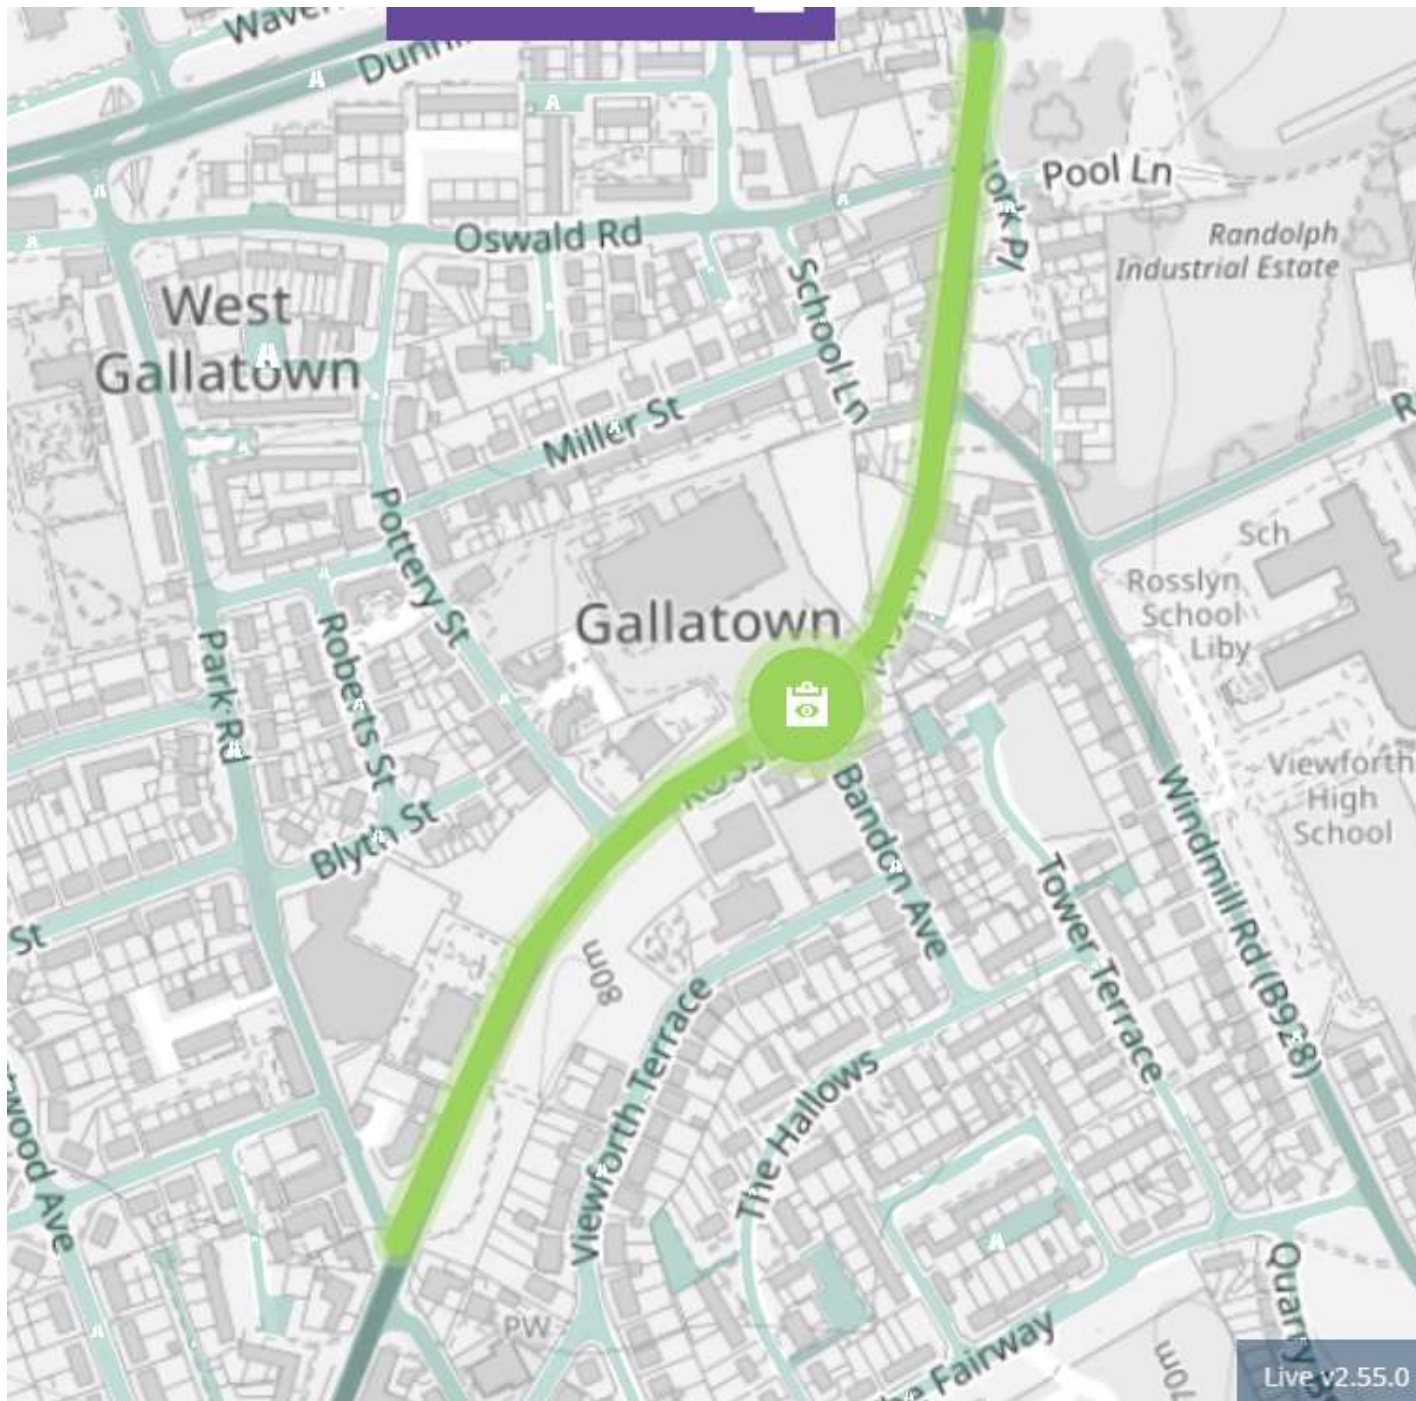 Pool Ln
Oswald Rd
Randolph
Industrial Estate
West
Gallatown
School Ln
Miller St
Pottery St
Sch
Rosslyn
School
Liby
Gallatown
Roberts St
Park Rd
Viewforth
High
School
Blyth St
Bandon Ave
Windmill Rd (B928)
Tower Terrace
St
80m
Viewforth Terrace
The Hallows
Ave
Quarry
PW
Fairway
70m
Live v2.55.0